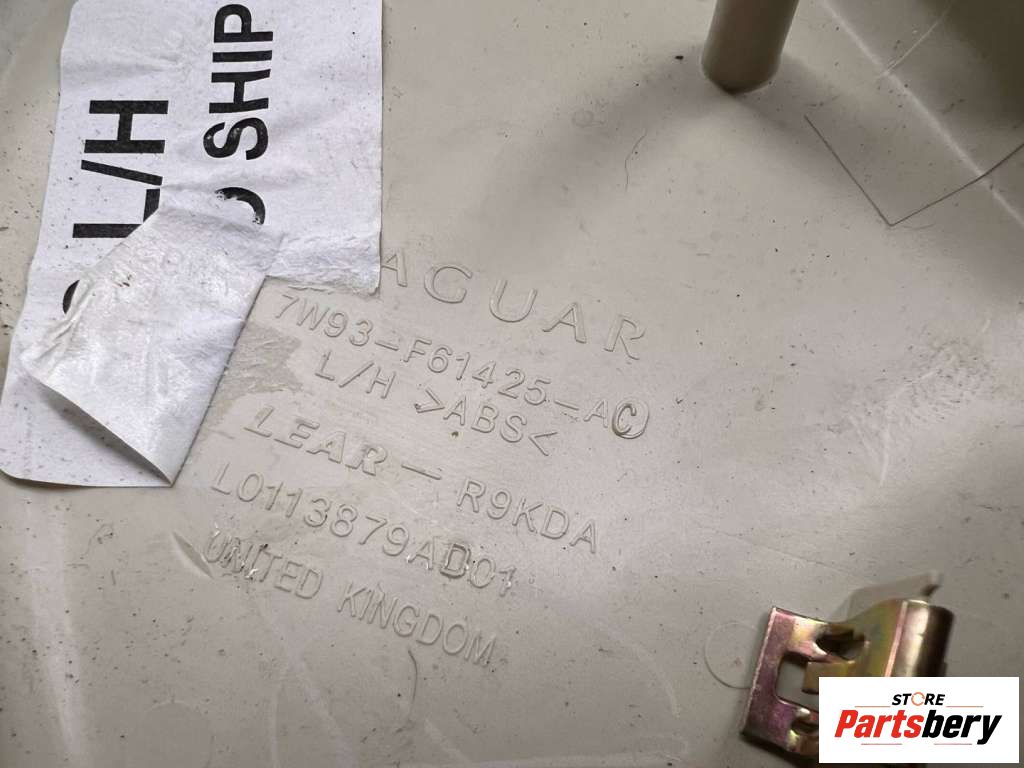 L/H
SHIP
AGUAR
7W93-F61425-AC
L/H >ABS<
LEAR - R9KDA
L0113879AD01
UNITED KINGDOM
STORE
Partsbery